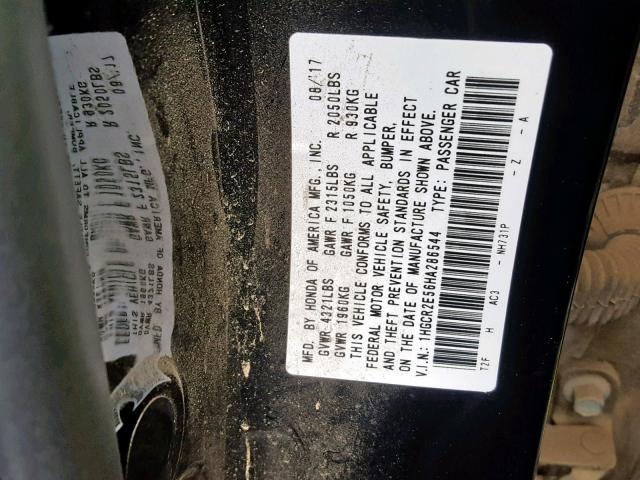 MFD. BY HONDA OF AMERICA MFG., INC. 08/17
GVWR 4321LBS GAWR F 2315LBS R 2050LBS
GVWR 1960KG GAWR F 1050KG R 930KG
THIS VEHICLE CONFORMS TO ALL APPLICABLE
FEDERAL MOTOR VEHICLE SAFETY, BUMPER,
AND THEFT PREVENTION STANDARDS IN EFFECT
ON THE DATE OF MANUFACTURE SHOWN ABOVE.
V.I.N.: 1HGCR2E56HA286544 TYPE: PASSENGER CAR
T2F H AC3 - NH731P - Z - A